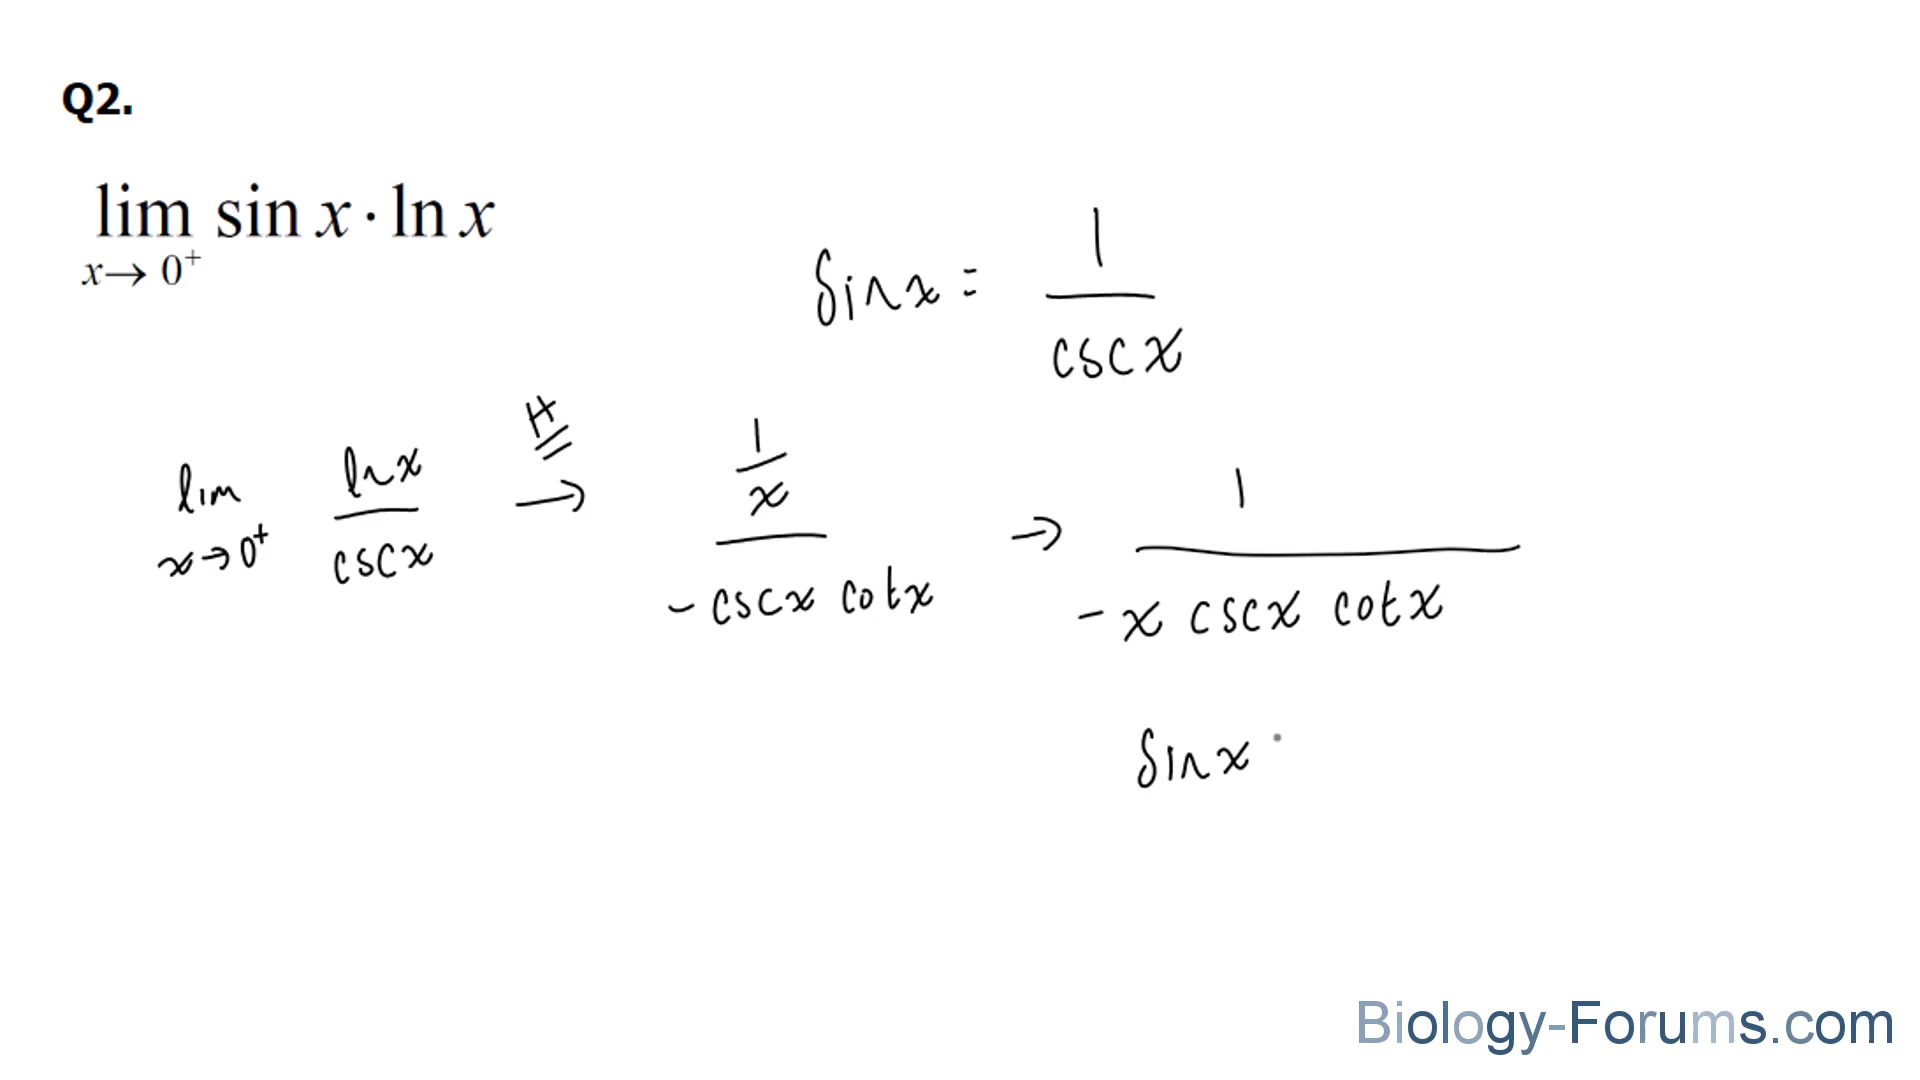 Q2.
lim sin x · ln x
x→ 0⁺
sin x = 1 / csc x
lim x→0⁺ ln x / csc x H= → 1/x / - csc x cot x → 1 / - x csc x cot x
sin x
Biology-Forums.com